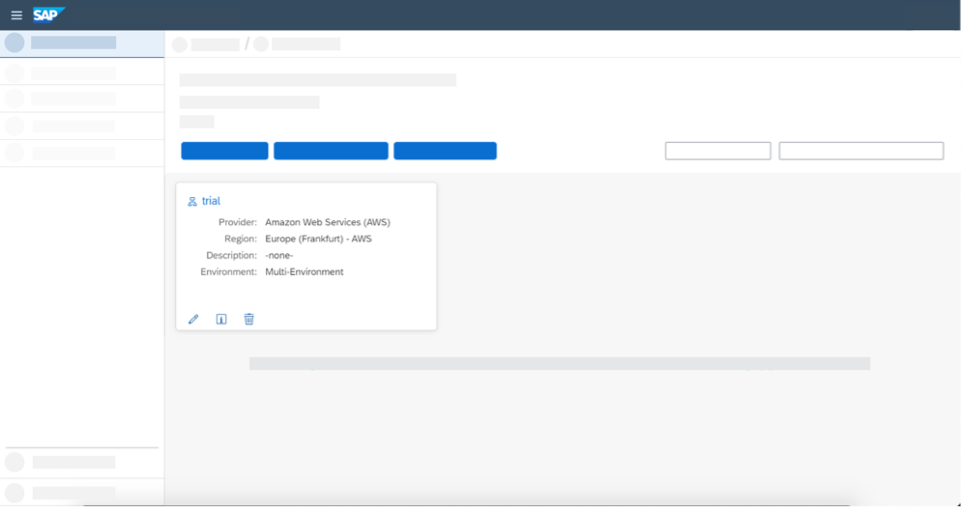 SAP
trial
Provider: Amazon Web Services (AWS)
Region: Europe (Frankfurt) - AWS
Description: -none-
Environment: Multi-Environment